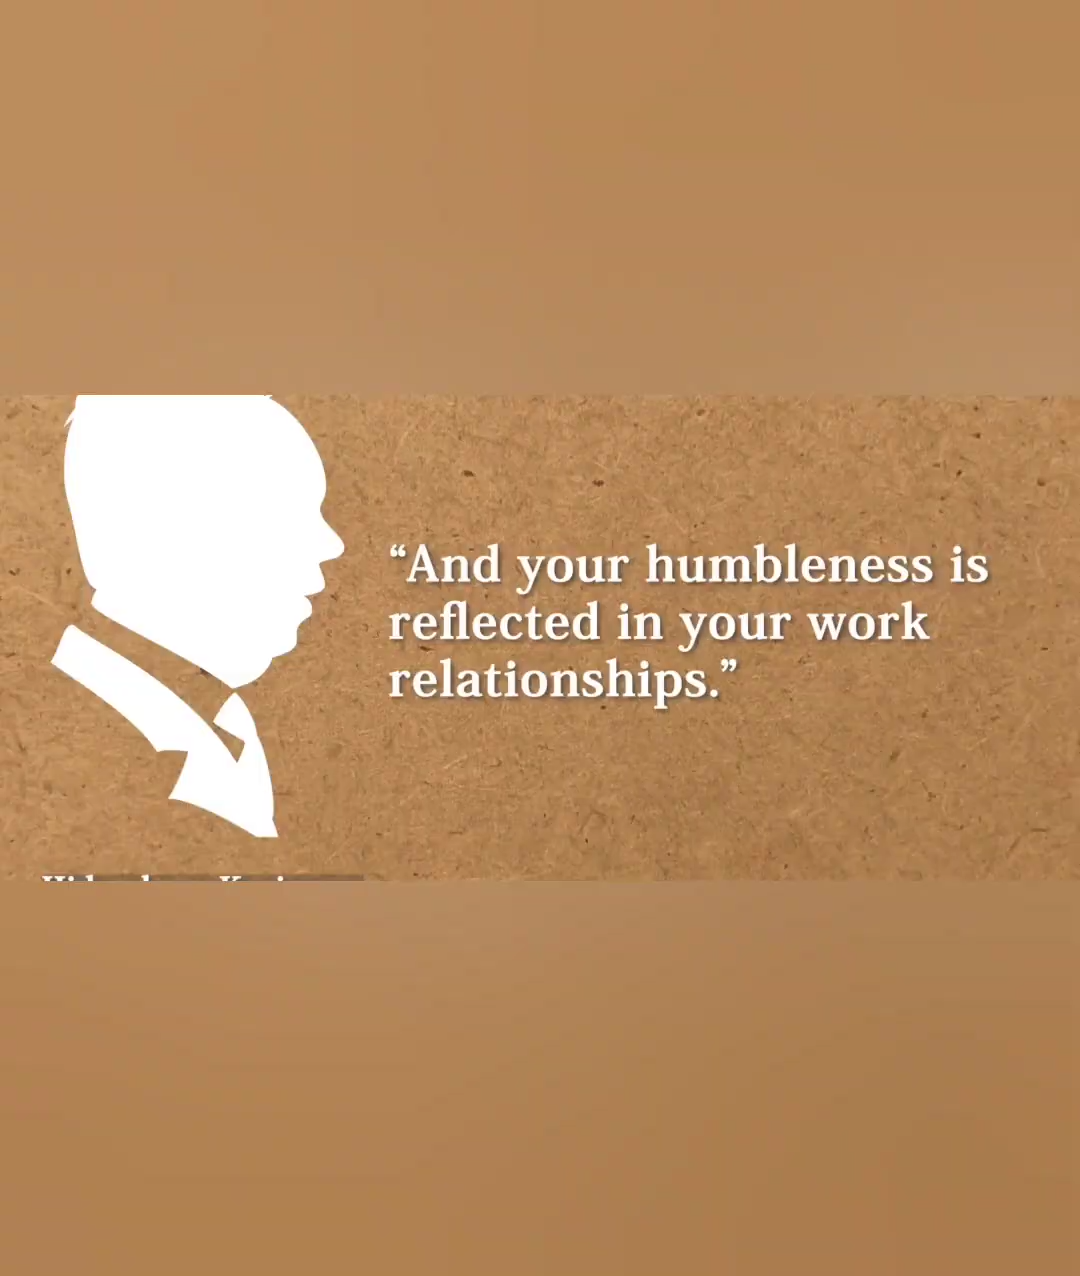 “And your humbleness is
reflected in your work
relationships.”